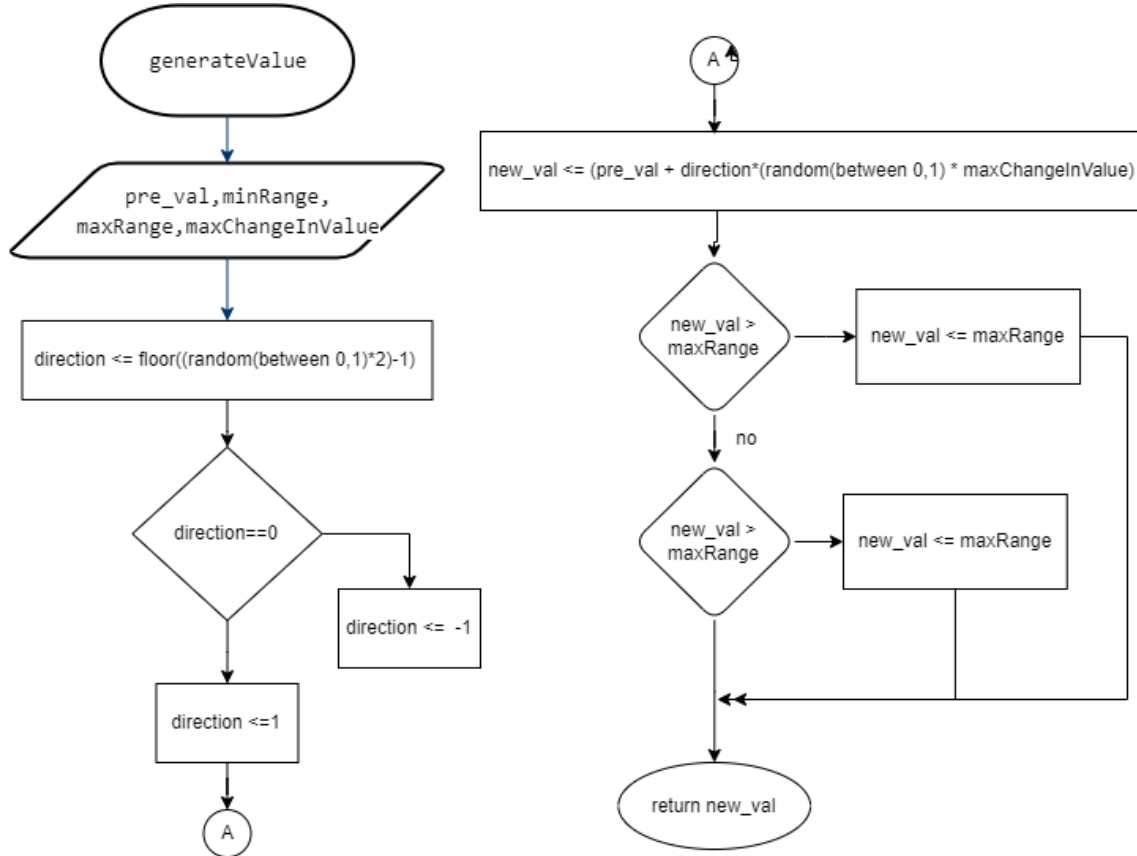 generateValue
pre_val,minRange,
maxRange,maxChangeInValue
direction <= floor((random(between 0,1)*2)-1)
direction==0
direction <= -1
direction <=1
A
A
new_val <= (pre_val + direction*(random(between 0,1) * maxChangeInValue)
new_val >
maxRange
new_val <= maxRange
no
new_val >
maxRange
new_val <= maxRange
return new_val